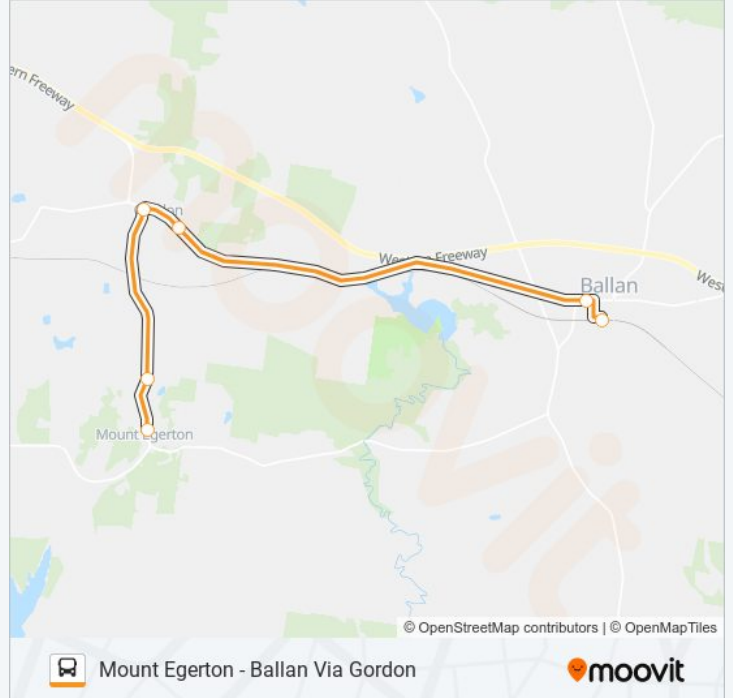 ern Freeway
Western Freeway
Ballan
Wes
Mount Egerton
© OpenStreetMap contributors | © OpenMapTiles
Mount Egerton - Ballan Via Gordon
moovit